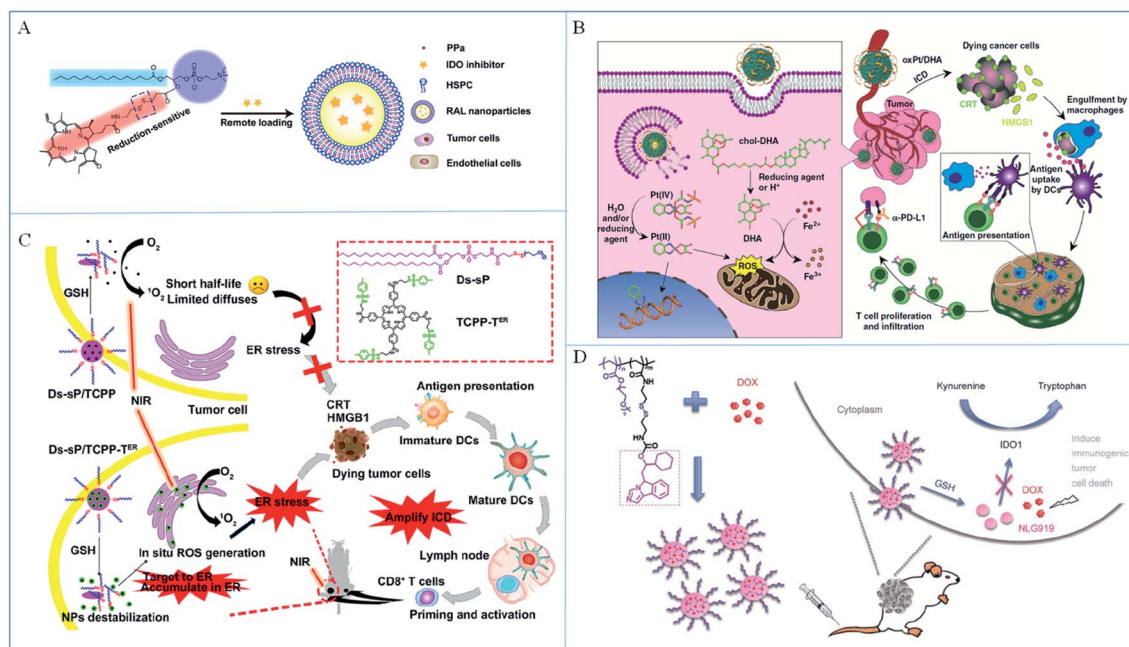 A
Reduction-sensitive
Remote loading
PPa
IDO inhibitor
HSPC
RAL nanoparticles
Tumor cells
Endothelial cells
B
oxPt/DHA
ICD
Dying cancer cells
CRT
HMGB1
Tumor
Engulfment by
macrophages
chol-DHA
Reducing agent
or H⁺
Pt(IV)
H₂O
and/or
reducing
agent
Pt(II)
DHA
Fe²⁺
ROS
Fe³⁺
α-PD-L1
Antigen
uptake
by DCs
Antigen presentation
T cell proliferation
and infiltration
C
O₂
GSH
¹O₂
Short half-life
Limited diffuses
ER stress
Ds-sP
TCPP-Tᴱᴿ
Ds-sP/TCPP
NIR
Tumor cell
CRT
HMGB1
Dying tumor cells
Antigen presentation
Immature DCs
Ds-sP/TCPP-Tᴱᴿ
O₂
¹O₂
ER stress
Mature DCs
Amplify ICD
GSH
In situ ROS generation
Target to ER
Accumulate in ER
NPs destabilization
NIR
Lymph node
CD8⁺ T cells
Priming and activation
D
DOX
Cytoplasm
Kynurenine
Tryptophan
IDO1
GSH
DOX
NLG919
Induce
immunogenic
tumor
cell death